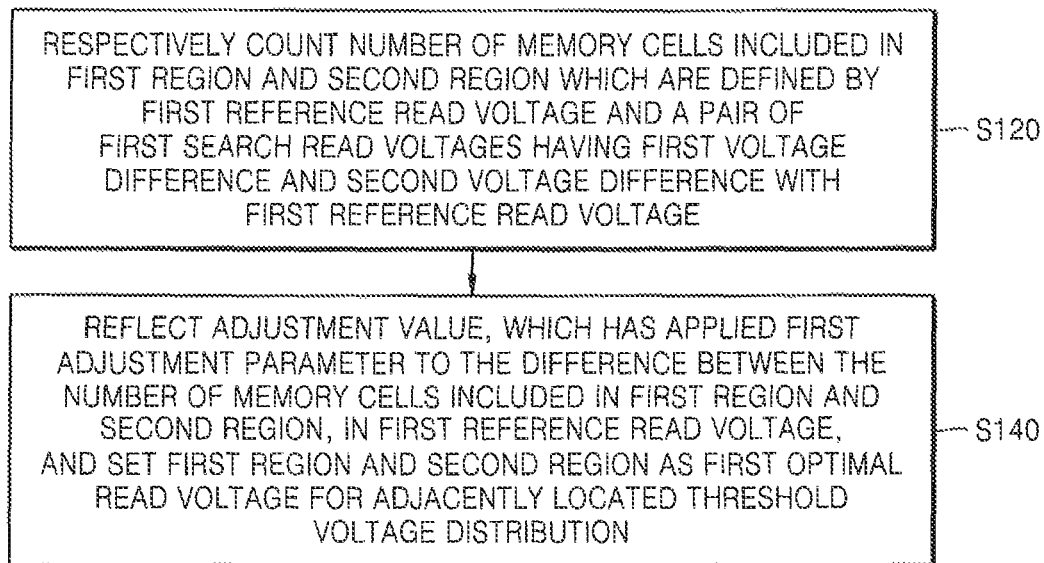 RESPECTIVELY COUNT NUMBER OF MEMORY CELLS INCLUDED IN
FIRST REGION AND SECOND REGION WHICH ARE DEFINED BY
FIRST REFERENCE READ VOLTAGE AND A PAIR OF
FIRST SEARCH READ VOLTAGES HAVING FIRST VOLTAGE
DIFFERENCE AND SECOND VOLTAGE DIFFERENCE WITH
FIRST REFERENCE READ VOLTAGE
S120
REFLECT ADJUSTMENT VALUE, WHICH HAS APPLIED FIRST
ADJUSTMENT PARAMETER TO THE DIFFERENCE BETWEEN THE
NUMBER OF MEMORY CELLS INCLUDED IN FIRST REGION AND
SECOND REGION, IN FIRST REFERENCE READ VOLTAGE,
AND SET FIRST REGION AND SECOND REGION AS FIRST OPTIMAL
READ VOLTAGE FOR ADJACENTLY LOCATED THRESHOLD
VOLTAGE DISTRIBUTION
S140